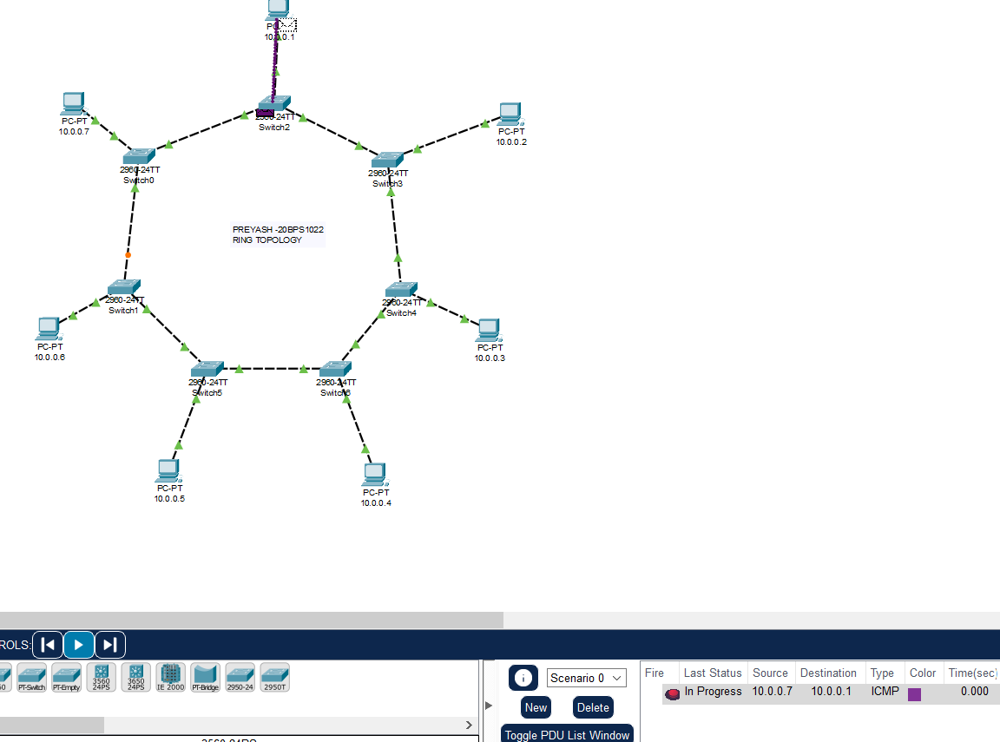 PC
10.0.0.1
PC-PT
10.0.0.7
2960-24TT
Switch2
PC-PT
10.0.0.2
2960-24TT
Switch0
2960-24TT
Switch3
PREYASH -20BPS1022
RING TOPOLOGY
2960-24TT
Switch1
2960-24TT
Switch4
PC-PT
10.0.0.6
PC-PT
10.0.0.3
2960-24TT
Switch5
2960-24TT
Switch6
PC-PT
10.0.0.5
PC-PT
10.0.0.4
ROLS:
PT-Switch
PT-Empty
3560
24PS
3650
24PS
IE 2000
PT-Bridge
2950-24
2950T
Scenario 0
New
Delete
Toggle PDU List Window
Fire Last Status Source Destination Type Color Time(sec)
In Progress 10.0.0.7 10.0.0.1 ICMP 0.000